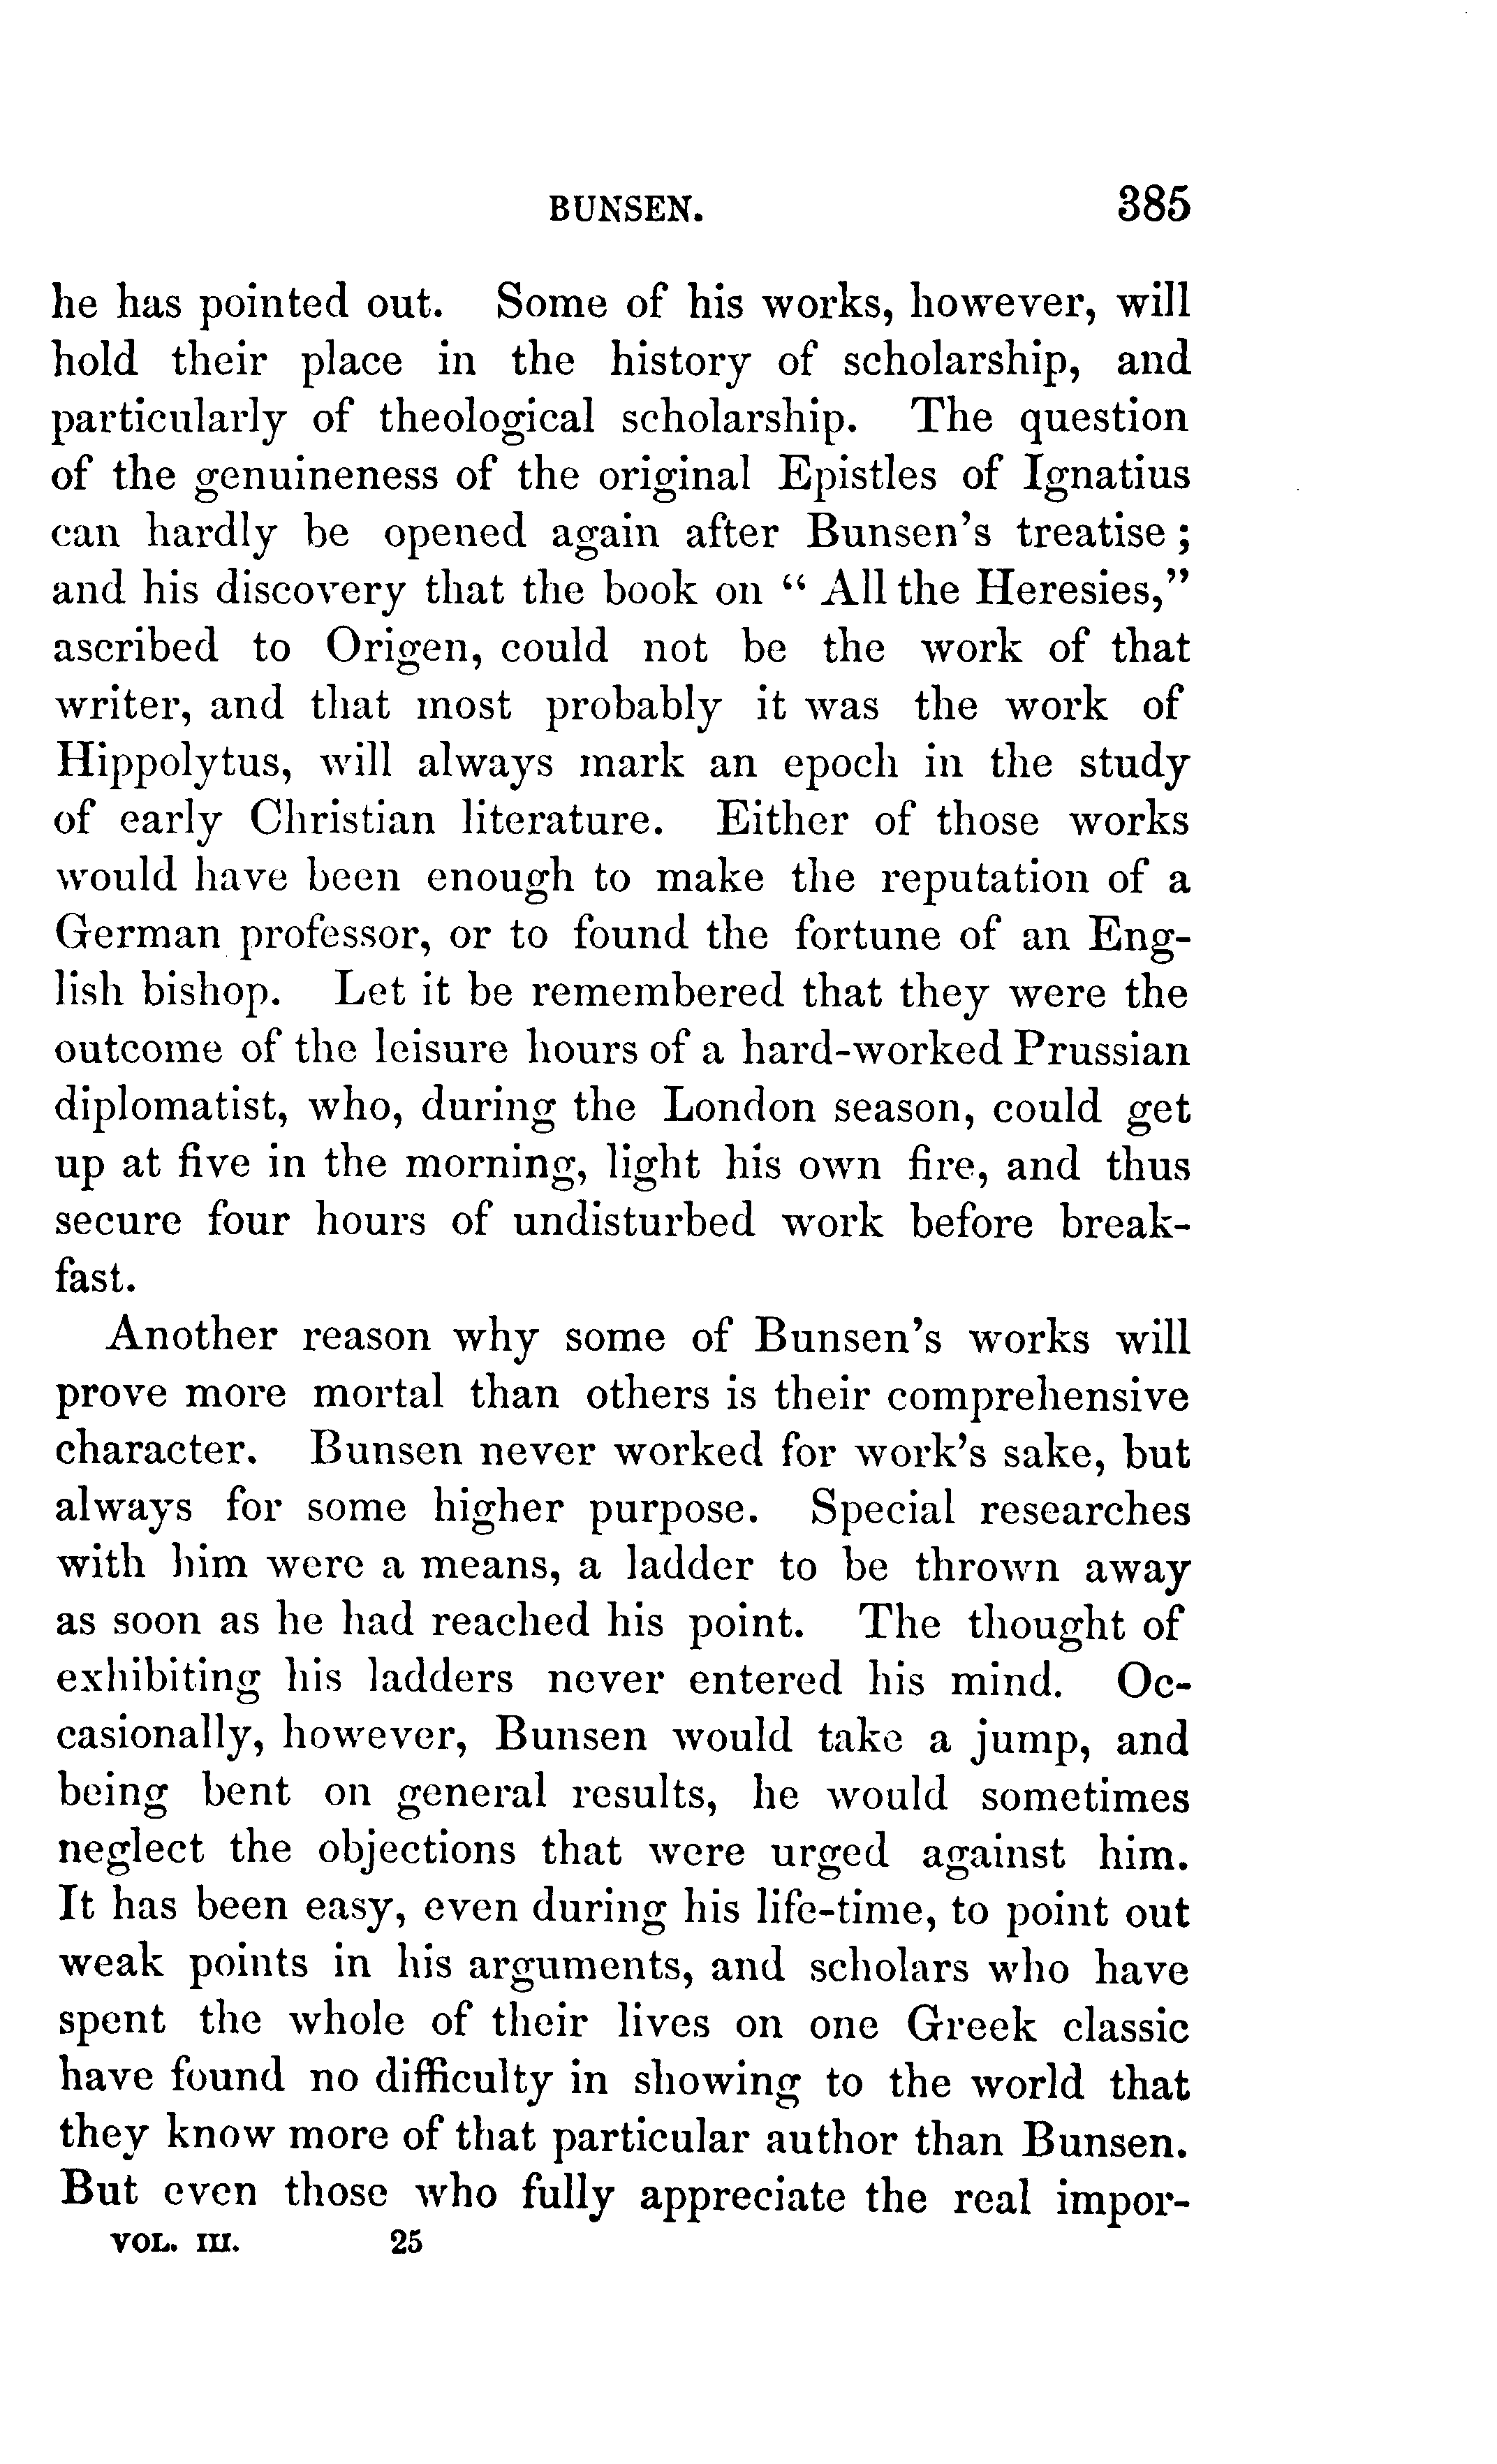 BUNSEN. 385
he has pointed out. Some of his works, however, will
hold their place in the history of scholarship, and
particularly of theological scholarship. The question
of the genuineness of the original Epistles of Ignatius
can hardly be opened again after Bunsen's treatise;
and his discovery that the book on "All the Heresies,"
ascribed to Origen, could not be the work of that
writer, and that most probably it was the work of
Hippolytus, will always mark an epoch in the study
of early Christian literature. Either of those works
would have been enough to make the reputation of a
German professor, or to found the fortune of an Eng-
lish bishop. Let it be remembered that they were the
outcome of the leisure hours of a hard-worked Prussian
diplomatist, who, during the London season, could get
up at five in the morning, light his own fire, and thus
secure four hours of undisturbed work before break-
fast.
Another reason why some of Bunsen's works will
prove more mortal than others is their comprehensive
character. Bunsen never worked for work's sake, but
always for some higher purpose. Special researches
with him were a means, a ladder to be thrown away
as soon as he had reached his point. The thought of
exhibiting his ladders never entered his mind. Oc-
casionally, however, Bunsen would take a jump, and
being bent on general results, he would sometimes
neglect the objections that were urged against him.
It has been easy, even during his life-time, to point out
weak points in his arguments, and scholars who have
spent the whole of their lives on one Greek classic
have found no difficulty in showing to the world that
they know more of that particular author than Bunsen.
But even those who fully appreciate the real impor-
VOL. III. 25